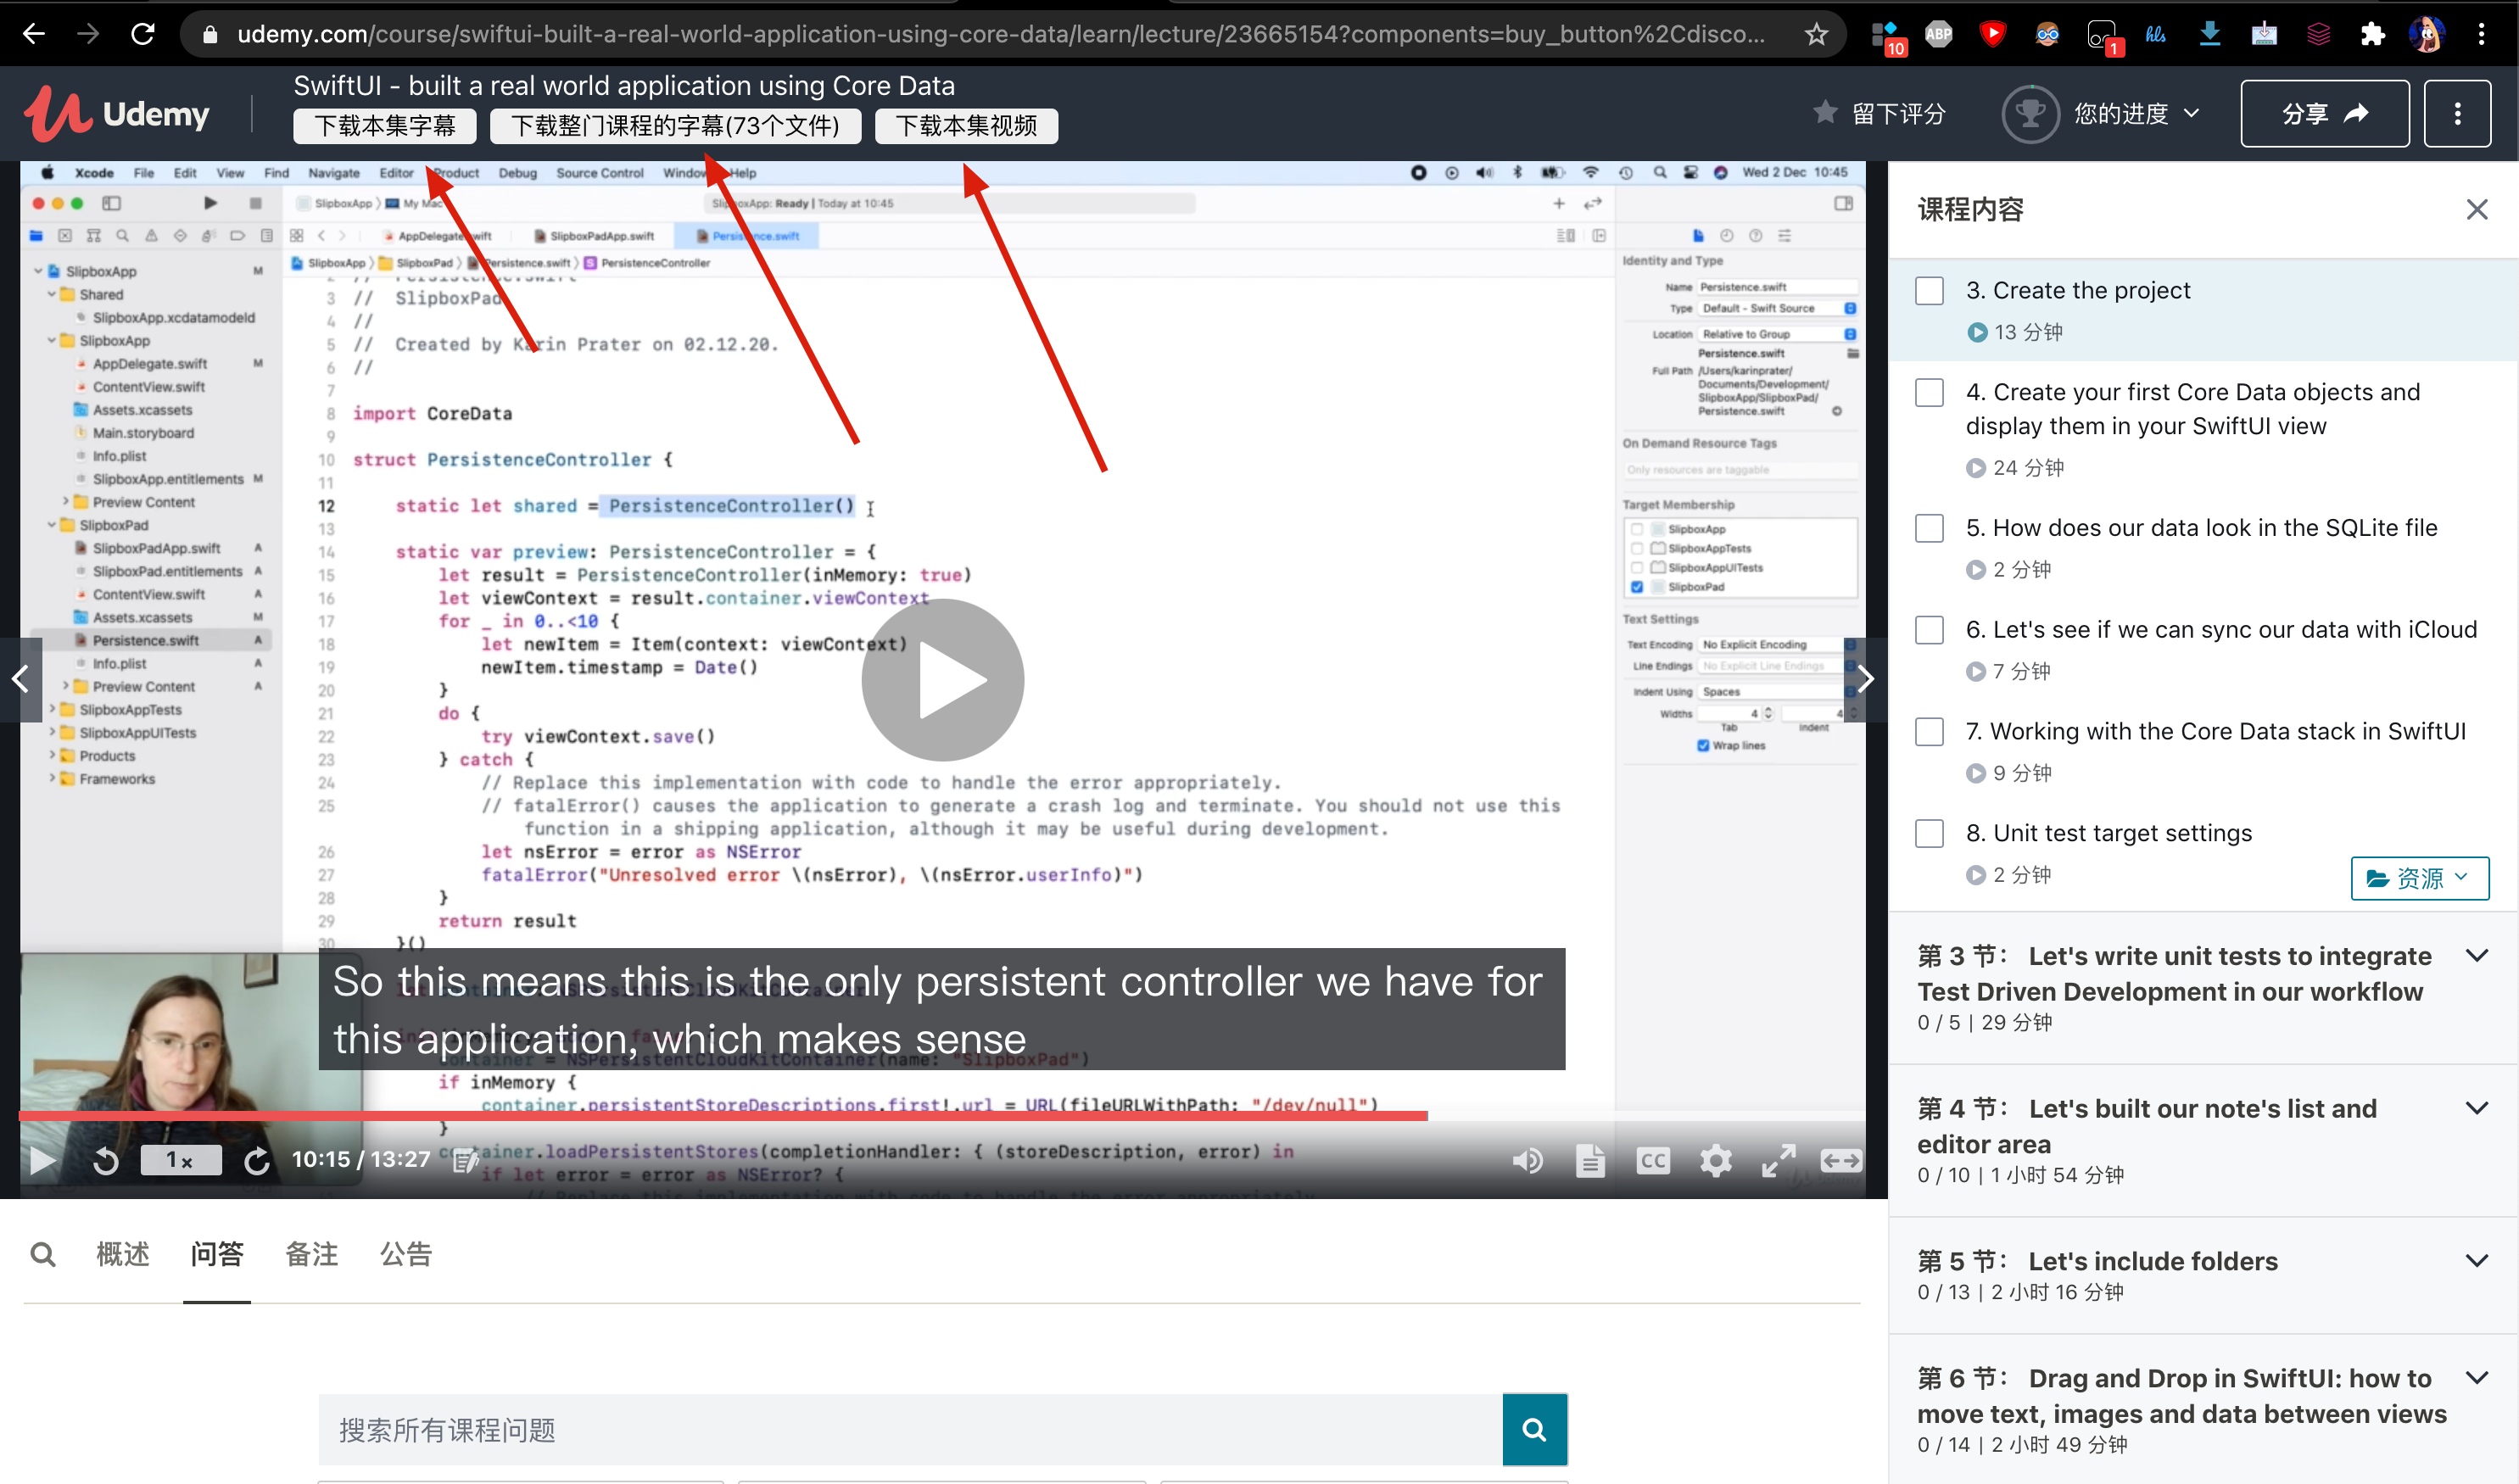 udemy.com/course/swiftui-built-a-real-world-application-using-core-data/learn/lecture/23665154?components=buy_button%2Cdisco...
10
ABP
1
hls
Udemy
SwiftUI - built a real world application using Core Data
下载本集字幕
下载整门课程的字幕(73个文件)
下载本集视频
留下评分
您的进度
分享
Xcode File Edit View Find Navigate Editor Product Debug Source Control Window Help
Wed 2 Dec 10:45
SlipboxApp My Mac
SlipboxApp: Ready | Today at 10:45
AppDelegate.swift
SlipboxPadApp.swift
Persistence.swift
SlipboxApp SlipboxPad Persistence.swift PersistenceController
SlipboxApp M
Shared
SlipboxApp.xcdatamodeld
SlipboxApp
AppDelegate.swift M
ContentView.swift
Assets.xcassets
Main.storyboard
Info.plist
SlipboxApp.entitlements M
Preview Content
SlipboxPad
SlipboxPadApp.swift A
SlipboxPad.entitlements A
ContentView.swift A
Assets.xcassets M
Persistence.swift A
Info.plist A
Preview Content A
SlipboxAppTests
SlipboxAppUITests
Products
Frameworks
2 // Persistence.swift
3 // SlipboxPad
4 //
5 // Created by Karin Prater on 02.12.20.
6 //
7
8 import CoreData
9
10 struct PersistenceController {
11
12 static let shared = PersistenceController()
13
14 static var preview: PersistenceController = {
15 let result = PersistenceController(inMemory: true)
16 let viewContext = result.container.viewContext
17 for _ in 0..<10 {
18 let newItem = Item(context: viewContext)
19 newItem.timestamp = Date()
20 }
21 do {
22 try viewContext.save()
23 } catch {
24 // Replace this implementation with code to handle the error appropriately.
25 // fatalError() causes the application to generate a crash log and terminate. You should not use this
function in a shipping application, although it may be useful during development.
26 let nsError = error as NSError
27 fatalError("Unresolved error \(nsError), \(nsError.userInfo)")
28 }
29 return result
30 }()
So this means this is the only persistent controller we have for
this application, which makes sense
container = NSPersistentCloudKitContainer(name: "SlipboxPad")
if inMemory {
container.persistentStoreDescriptions.first!.url = URL(fileURLWithPath: "/dev/null")
}
container.loadPersistentStores(completionHandler: { (storeDescription, error) in
if let error = error as NSError? {
// Replace this implementation with code to handle the error appropriately.
Identity and Type
Name Persistence.swift
Type Default - Swift Source
Location Relative to Group
Persistence.swift
Full Path /Users/karinprater/
Documents/Development/
SlipboxApp/SlipboxPad/
Persistence.swift
On Demand Resource Tags
Only resources are taggable
Target Membership
SlipboxApp
SlipboxAppTests
SlipboxAppUITests
SlipboxPad
Text Settings
Text Encoding No Explicit Encoding
Line Endings No Explicit Line Endings
Indent Using Spaces
Widths 4 4
Tab Indent
Wrap lines
1x
10:15 / 13:27
CC
概述
问答
备注
公告
搜索所有课程问题
课程内容
3. Create the project
13 分钟
4. Create your first Core Data objects and
display them in your SwiftUI view
24 分钟
5. How does our data look in the SQLite file
2 分钟
6. Let's see if we can sync our data with iCloud
7 分钟
7. Working with the Core Data stack in SwiftUI
9 分钟
8. Unit test target settings
2 分钟
资源
第 3 节： Let's write unit tests to integrate
Test Driven Development in our workflow
0 / 5 | 29 分钟
第 4 节： Let's built our note's list and
editor area
0 / 10 | 1 小时 54 分钟
第 5 节： Let's include folders
0 / 13 | 2 小时 16 分钟
第 6 节： Drag and Drop in SwiftUI: how to
move text, images and data between views
0 / 14 | 2 小时 49 分钟